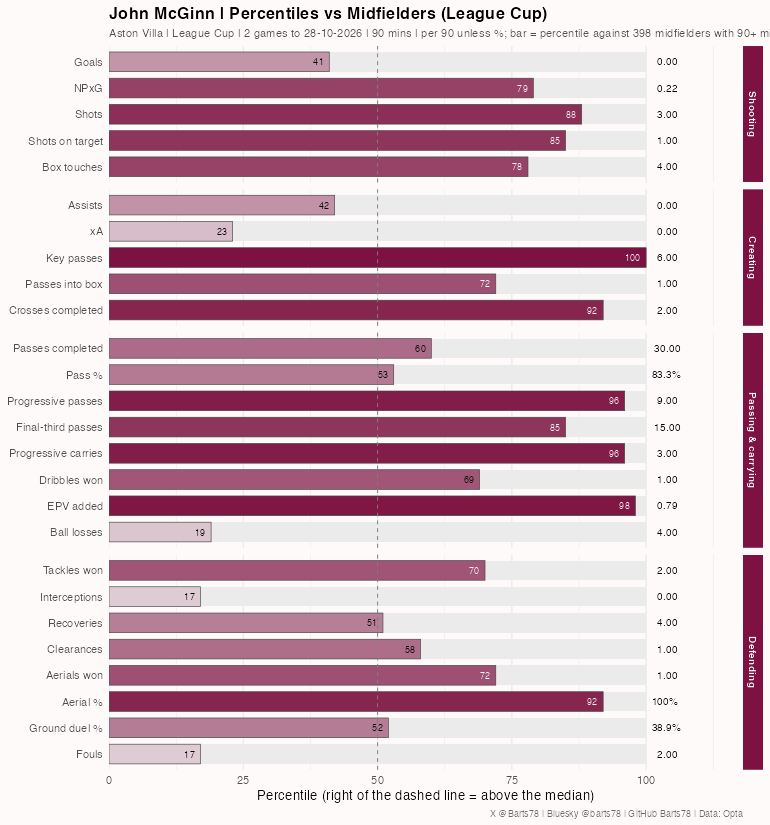 John McGinn | Percentiles vs Midfielders (League Cup)
Aston Villa | League Cup | 2 games to 28-10-2026 | 90 mins | per 90 unless %; bar = percentile against 398 midfielders with 90+
Goals 41 0.00
NPxG 79 0.22
Shots 88 3.00
Shots on target 85 1.00
Box touches 78 4.00
Shooting
Assists 42 0.00
xA 23 0.00
Key passes 100 6.00
Passes into box 72 1.00
Crosses completed 92 2.00
Creating
Passes completed 60 30.00
Pass % 53 83.3%
Progressive passes 96 9.00
Final-third passes 85 15.00
Progressive carries 96 3.00
Dribbles won 69 1.00
EPV added 98 0.79
Ball losses 19 4.00
Passing & carrying
Tackles won 70 2.00
Interceptions 17 0.00
Recoveries 51 4.00
Clearances 58 1.00
Aerials won 72 1.00
Aerial % 92 100%
Ground duel % 52 38.9%
Fouls 17 2.00
Defending
0 25 50 75 100
Percentile (right of the dashed line = above the median)
X @Barts78 | Bluesky @barts78 | GitHub Barts78 | Data: Opta